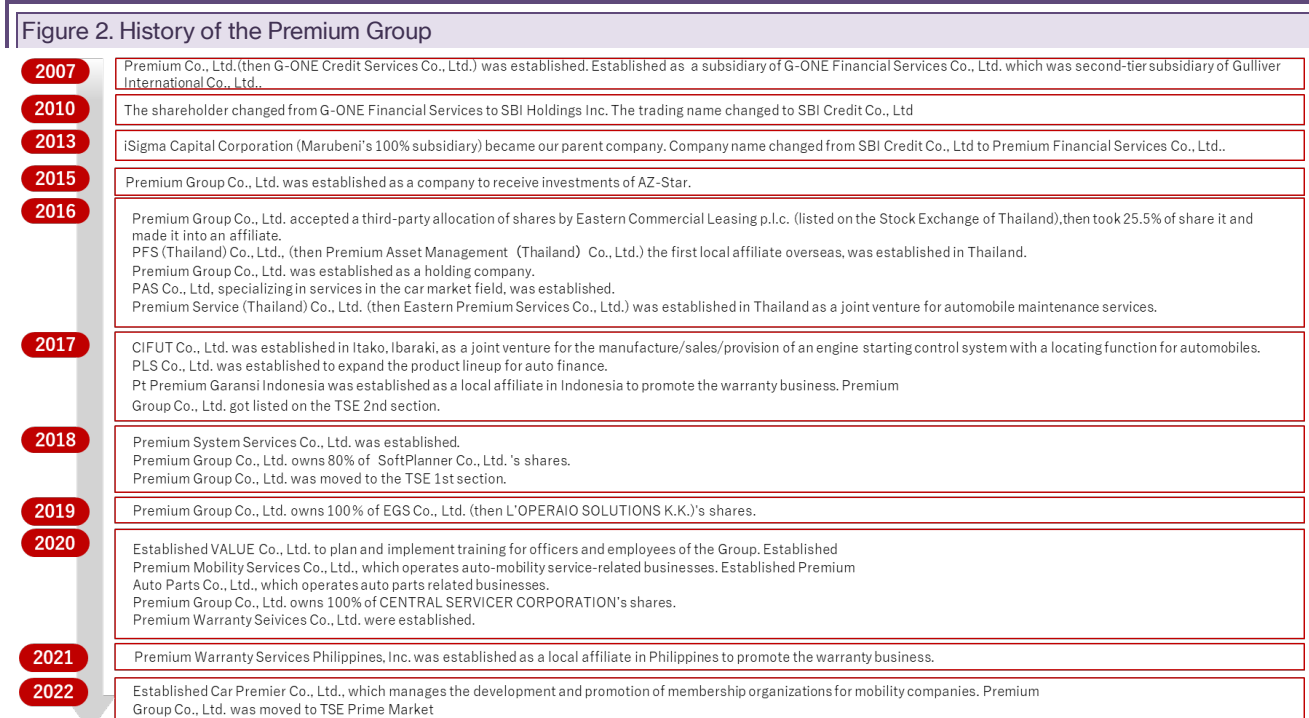 Figure 2. History of the Premium Group
2007
Premium Co., Ltd.(then G-ONE Credit Services Co., Ltd.) was established. Established as a subsidiary of G-ONE Financial Services Co., Ltd. which was second-tier subsidiary of Gulliver
International Co., Ltd..
2010
The shareholder changed from G-ONE Financial Services to SBI Holdings Inc. The trading name changed to SBI Credit Co., Ltd
2013
iSigma Capital Corporation (Marubeni's 100% subsidiary) became our parent company. Company name changed from SBI Credit Co., Ltd to Premium Financial Services Co., Ltd..
2015
Premium Group Co., Ltd. was established as a company to receive investments of AZ-Star.
2016
Premium Group Co., Ltd. accepted a third-party allocation of shares by Eastern Commercial Leasing p.l.c. (listed on the Stock Exchange of Thailand),then took 25.5% of share it and
made it into an affiliate.
PFS (Thailand) Co., Ltd., (then Premium Asset Management（Thailand）Co., Ltd.) the first local affiliate overseas, was established in Thailand.
Premium Group Co., Ltd. was established as a holding company.
PAS Co., Ltd, specializing in services in the car market field, was established.
Premium Service (Thailand) Co., Ltd. (then Eastern Premium Services Co., Ltd.) was established in Thailand as a joint venture for automobile maintenance services.
2017
CIFUT Co., Ltd. was established in Itako, Ibaraki, as a joint venture for the manufacture/sales/provision of an engine starting control system with a locating function for automobiles.
PLS Co., Ltd. was established to expand the product lineup for auto finance.
Pt Premium Garansi Indonesia was established as a local affiliate in Indonesia to promote the warranty business. Premium
Group Co., Ltd. got listed on the TSE 2nd section.
2018
Premium System Services Co., Ltd. was established.
Premium Group Co., Ltd. owns 80% of SoftPlanner Co., Ltd. 's shares.
Premium Group Co., Ltd. was moved to the TSE 1st section.
2019
Premium Group Co., Ltd. owns 100% of EGS Co., Ltd. (then L'OPERAIO SOLUTIONS K.K.)'s shares.
2020
Established VALUE Co., Ltd. to plan and implement training for officers and employees of the Group. Established
Premium Mobility Services Co., Ltd., which operates auto-mobility service-related businesses. Established Premium
Auto Parts Co., Ltd., which operates auto parts related businesses.
Premium Group Co., Ltd. owns 100% of CENTRAL SERVICER CORPORATION's shares.
Premium Warranty Seivices Co., Ltd. were established.
2021
Premium Warranty Services Philippines, Inc. was established as a local affiliate in Philippines to promote the warranty business.
2022
Established Car Premier Co., Ltd., which manages the development and promotion of membership organizations for mobility companies. Premium
Group Co., Ltd. was moved to TSE Prime Market